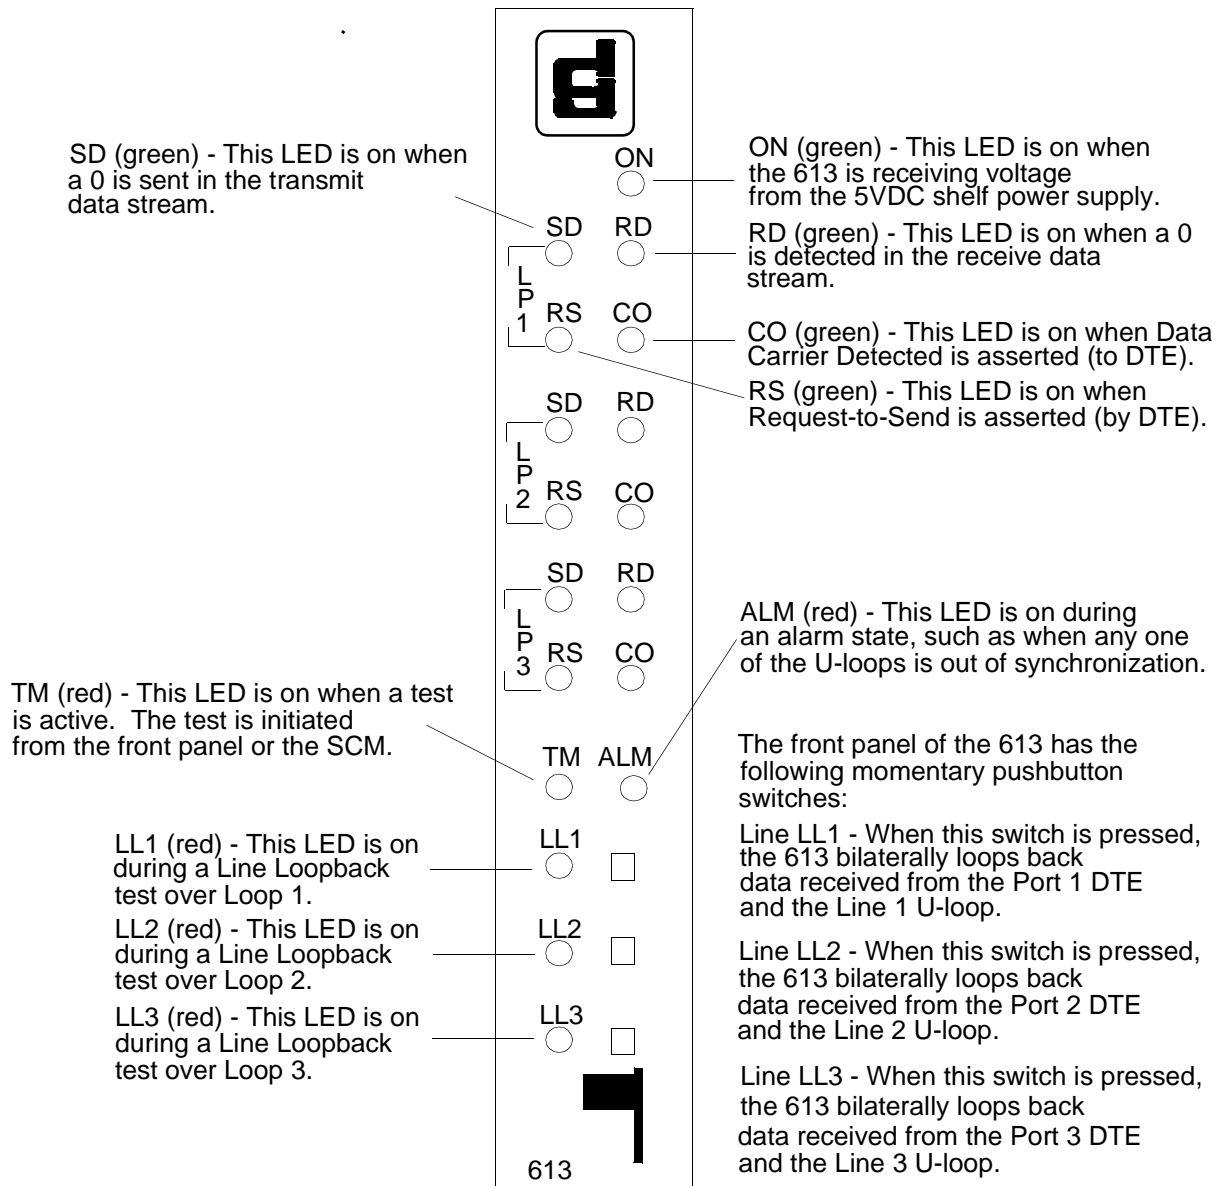 SD (green) - This LED is on when
a 0 is sent in the transmit
data stream.
ON (green) - This LED is on when
the 613 is receiving voltage
from the 5VDC shelf power supply.
RD (green) - This LED is on when a 0
is detected in the receive data
stream.
CO (green) - This LED is on when Data
Carrier Detected is asserted (to DTE).
RS (green) - This LED is on when
Request-to-Send is asserted (by DTE).
ON
SD RD
LP1
RS CO
SD RD
LP2
RS CO
SD RD
LP3
RS CO
TM ALM
LL1
LL2
LL3
613
TM (red) - This LED is on when a test
is active. The test is initiated
from the front panel or the SCM.
LL1 (red) - This LED is on
during a Line Loopback
test over Loop 1.
LL2 (red) - This LED is on
during a Line Loopback
test over Loop 2.
LL3 (red) - This LED is on
during a Line Loopback
test over Loop 3.
ALM (red) - This LED is on during
an alarm state, such as when any one
of the U-loops is out of synchronization.
The front panel of the 613 has the
following momentary pushbutton
switches:
Line LL1 - When this switch is pressed,
the 613 bilaterally loops back
data received from the Port 1 DTE
and the Line 1 U-loop.
Line LL2 - When this switch is pressed,
the 613 bilaterally loops back
data received from the Port 2 DTE
and the Line 2 U-loop.
Line LL3 - When this switch is pressed,
the 613 bilaterally loops back
data received from the Port 3 DTE
and the Line 3 U-loop.